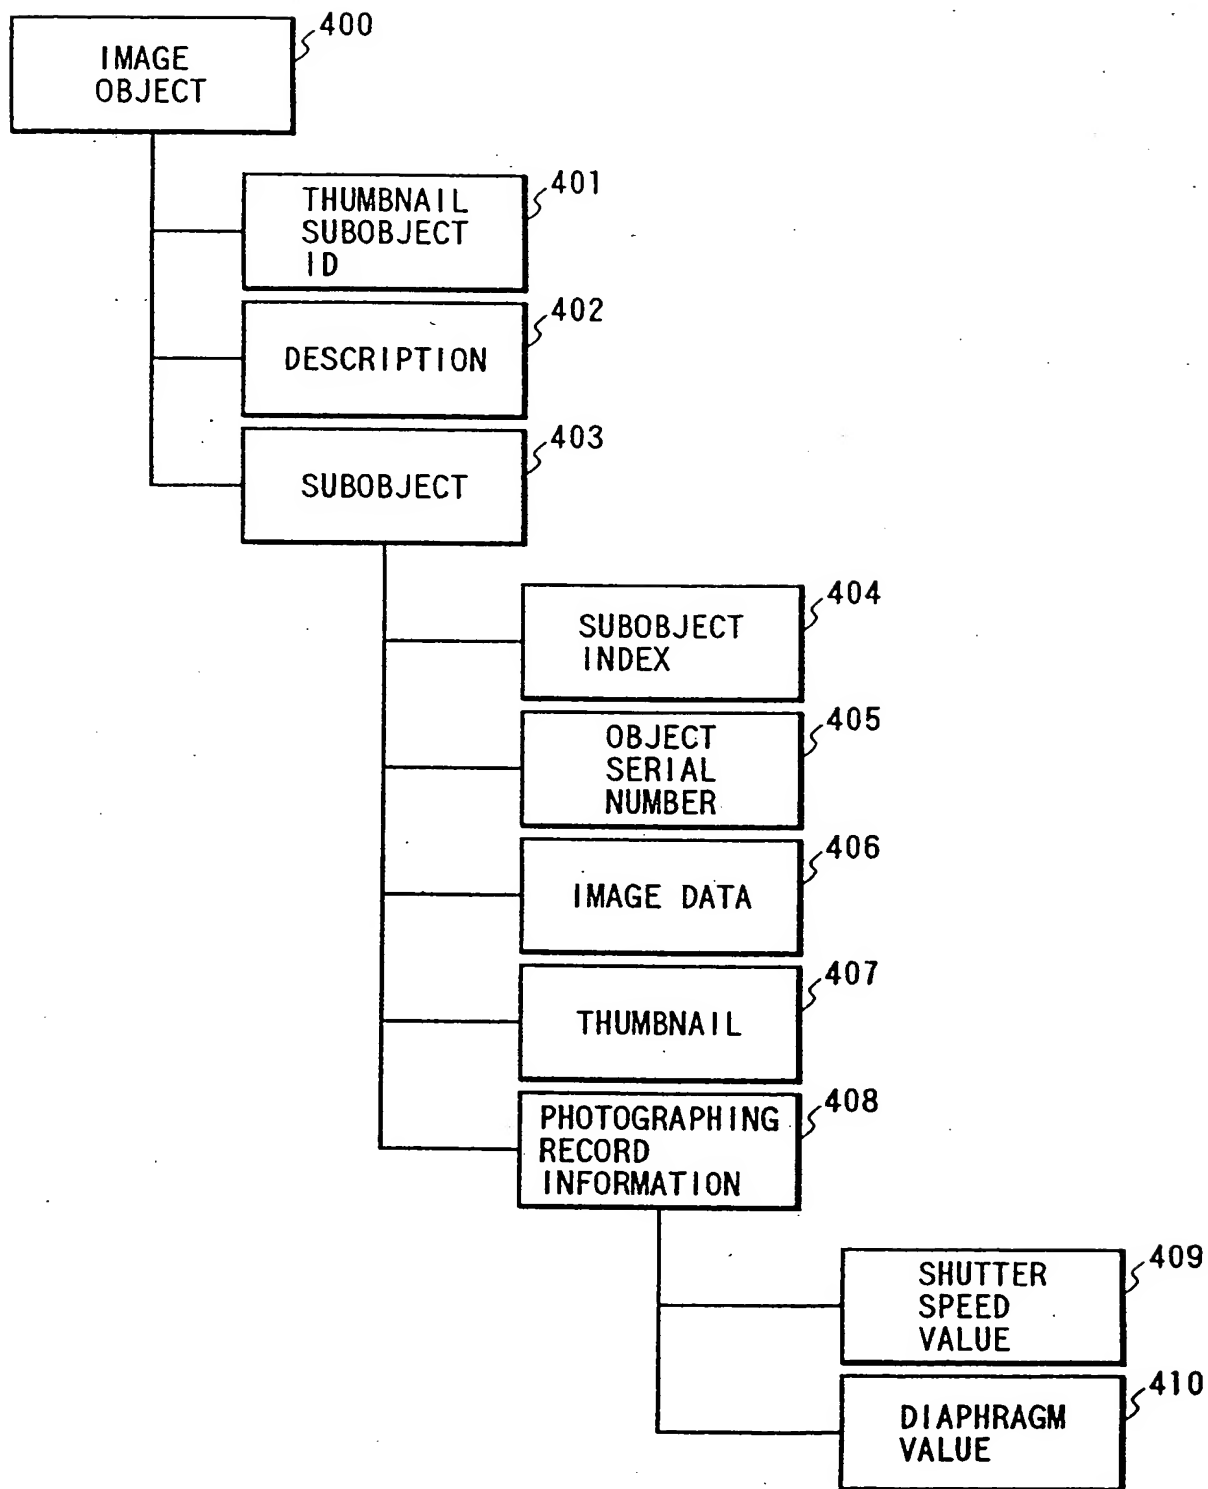 400
IMAGE
OBJECT
401
THUMBNAIL
SUBOBJECT
ID
402
DESCRIPTION
403
SUBOBJECT
404
SUBOBJECT
INDEX
405
OBJECT
SERIAL
NUMBER
406
IMAGE DATA
407
THUMBNAIL
408
PHOTOGRAPHING
RECORD
INFORMATION
409
SHUTTER
SPEED
VALUE
410
DIAPHRAGM
VALUE